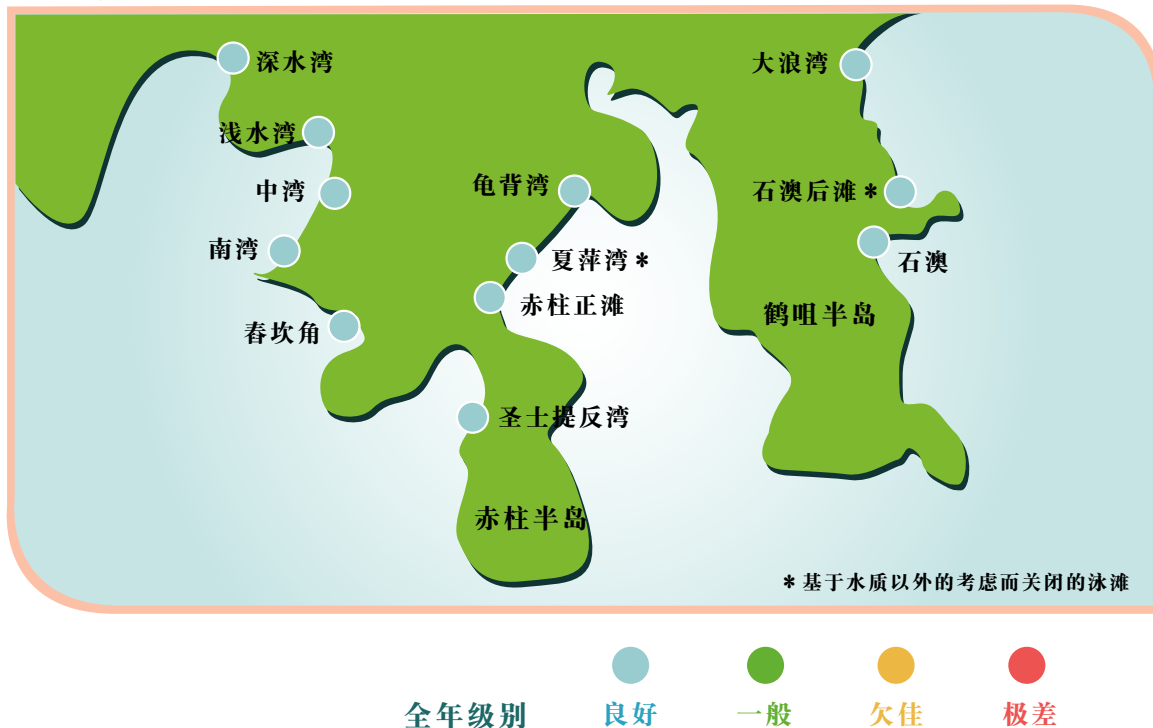 深水湾
大浪湾
浅水湾
中湾
龟背湾
石澳后滩*
南湾
夏萍湾*
石澳
赤柱正滩
鹤咀半岛
舂坎角
圣士提反湾
赤柱半岛
*基于水质以外的考虑而关闭的泳滩
全年级别 良好 一般 欠佳 极差